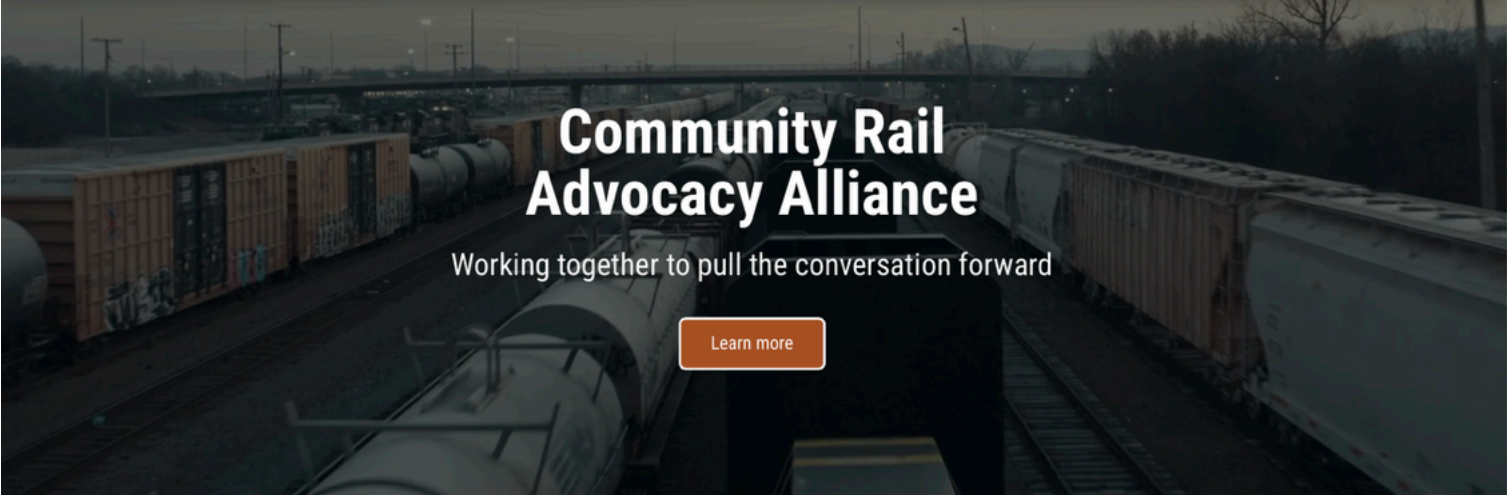 Community Rail
Advocacy Alliance
Working together to pull the conversation forward
Learn more